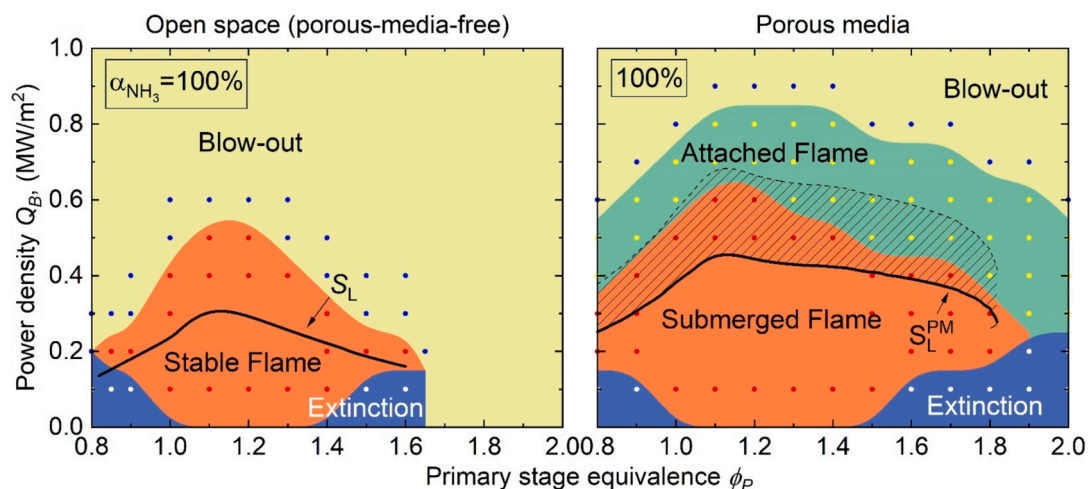 Open space (porous-media-free)
Porous media
Power density Q_B, (MW/m²)
1.0
0.8
0.6
0.4
0.2
0.0
α_NH₃=100%
Blow-out
S_L
Stable Flame
Extinction
0.8 1.0 1.2 1.4 1.6 1.8 2.0
100%
Blow-out
Attached Flame
Submerged Flame
S_L^PM
Extinction
0.8 1.0 1.2 1.4 1.6 1.8 2.0
Primary stage equivalence ϕ_P